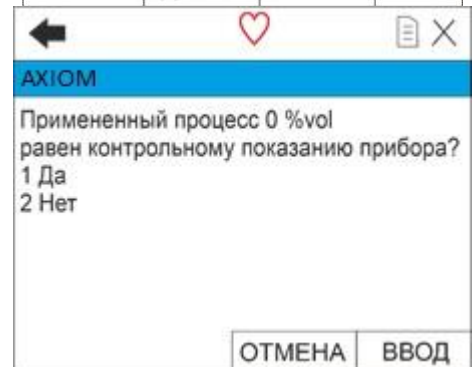 AXIOM
Примененный процесс 0 %vol
равен контрольному показанию прибора?
1 Да
2 Нет
ОТМЕНА
ВВОД